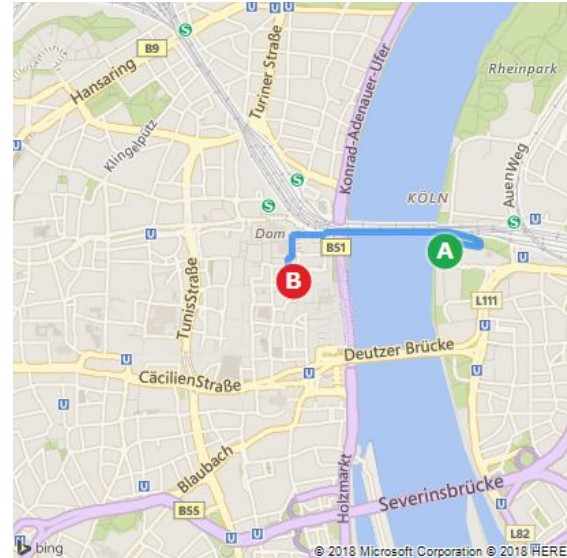 U
U
B9
S
Hansaring
Turiner Straße
S
Rheinpark
Klingelpütz
Konrad-Adenauer-Ufer
AuenWeg
S
KÖLN
S
S
U
Dom
B51
A
U
B
L111
TunisStraße
Deutzer Brücke
U
U
CäcilienStraße
U
U
U
Blaubach
Holzmarkt
Severinsbrücke
B55
U
L82
U
bing
© 2018 Microsoft Corporation © 2018 HERE